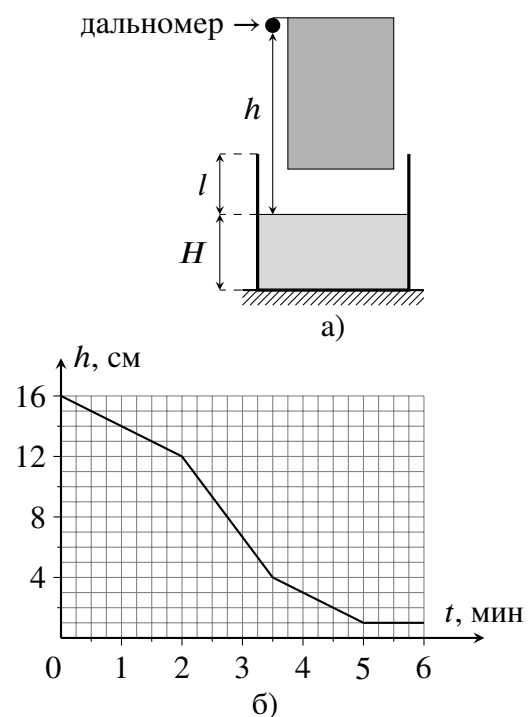 дальномер →
h
l
H
а)
h, см
16
12
8
4
t, мин
0 1 2 3 4 5 6
б)